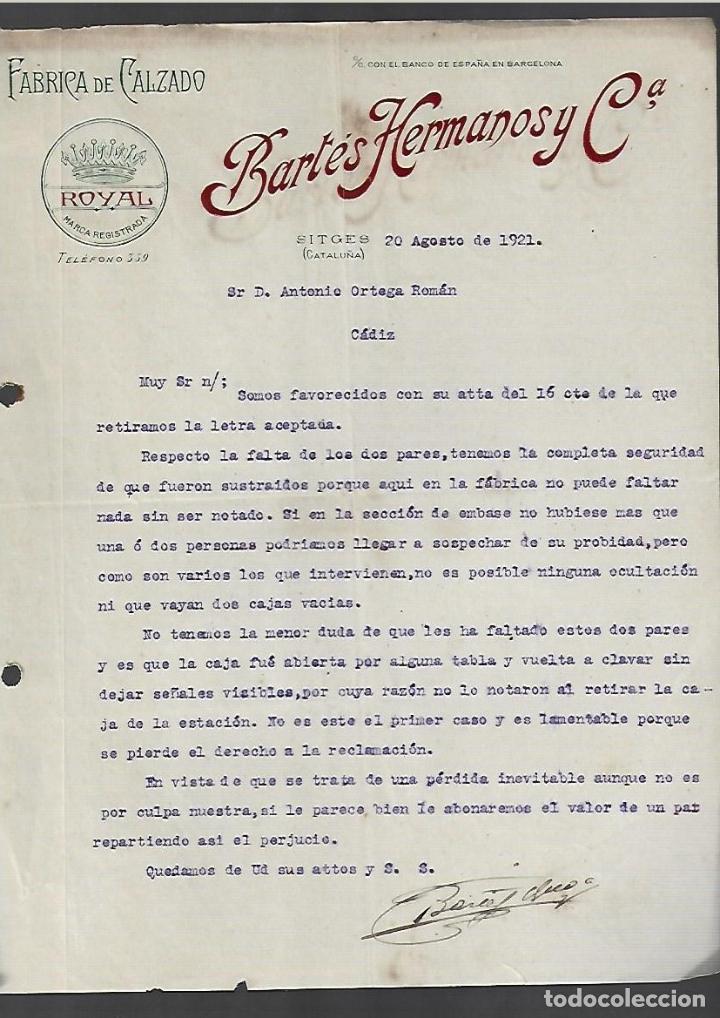 FABRICA DE CALZADO
C/C. CON EL BANCO DE ESPAÑA EN BARCELONA
Bartés Hermanos y Cª
ROYAL
MARCA REGISTRADA
TELÉFONO 339
SITGES
(CATALUÑA)
20 Agosto de 1921.
Sr D. Antonio Ortega Román
Cádiz
Muy Sr n/;
Somos favorecidos con su atta del 16 cte de la que
retiramos la letra aceptada.
Respecto la falta de los dos pares,tenemos la completa seguridad
de que fueron sustraidos porque aqui en la fábrica no puede faltar
nada sin ser notado. Si en la sección de embase no hubiese mas que
una ó dos personas podriamos llegar a sospechar de su probidad,pero
como son varios los que intervienen,no es posible ninguna ocultación
ni que vayan dos cajas vacias.
No tenemos la menor duda de que les ha faltado estos dos pares
y es que la caja fué abierta por alguna tabla y vuelta a clavar sin
dejar señales visibles,por cuya razón no lo notaron al retirar la ca-
ja de la estación. No es este el primer caso y es lamentable porque
se pierde el derecho a la reclamación.
En vista de que se trata de una pérdida inevitable aunque no es
por culpa nuestra,si le parece bien le abonaremos el valor de un par
repartiendo asi el perjucio.
Quedamos de Ud sus attos y S. S.
todocoleccion
todocoleccion.net